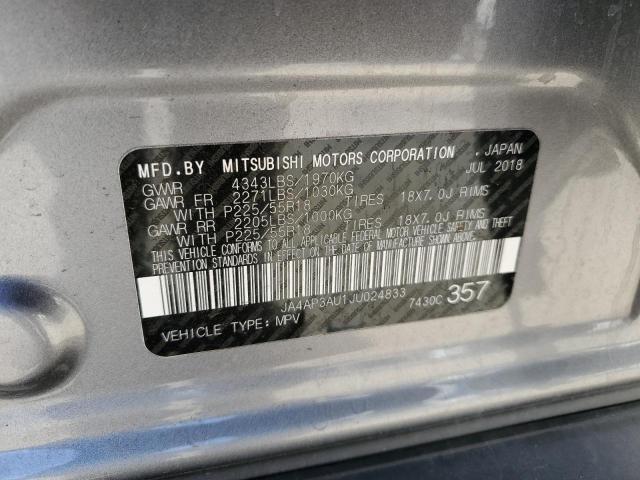 MFD.BY MITSUBISHI MOTORS CORPORATION . JAPAN
JUL 2018
GVWR 4343LBS/1970KG
GAWR FR 2271LBS/1030KG
WITH P225/55R18 TIRES 18X7.0J RIMS
GAWR RR 2205LBS/1000KG
WITH P225/55R18 TIRES 18X7.0J RIMS
THIS VEHICLE CONFORMS TO ALL APPLICABLE FEDERAL MOTOR VEHICLE SAFETY AND THEFT
PREVENTION STANDARDS IN EFFECT ON THE DATE OF MANUFACTURE SHOWN ABOVE.
JA4AP3AU1JU024833
7430C 357
VEHICLE TYPE: MPV